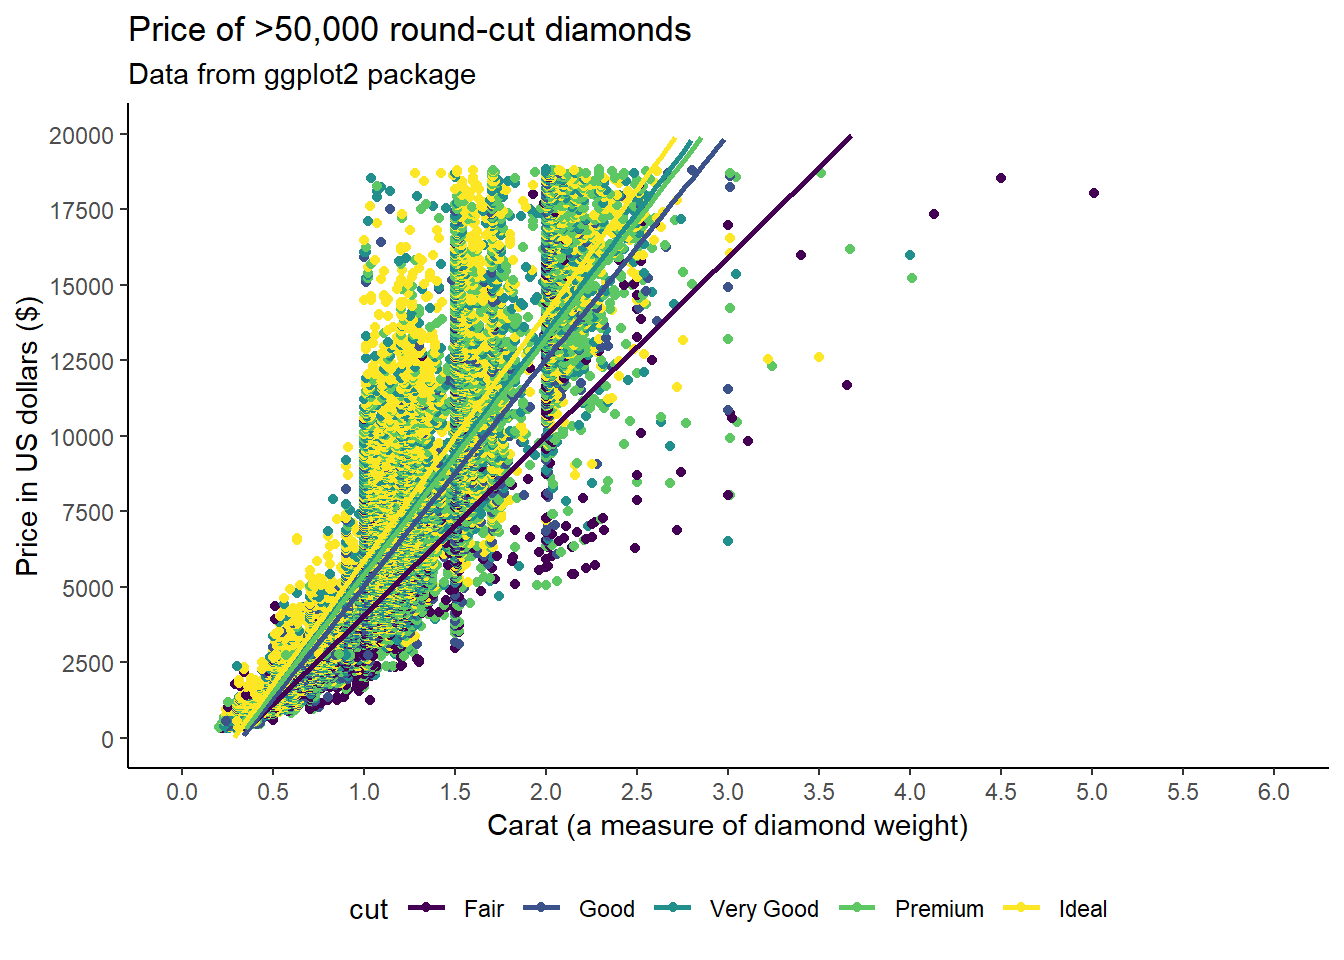 Price of >50,000 round-cut diamonds
Data from ggplot2 package
Price in US dollars ($)
20000
17500
15000
12500
10000
7500
5000
2500
0
0.0 0.5 1.0 1.5 2.0 2.5 3.0 3.5 4.0 4.5 5.0 5.5 6.0
Carat (a measure of diamond weight)
cut Fair Good Very Good Premium Ideal